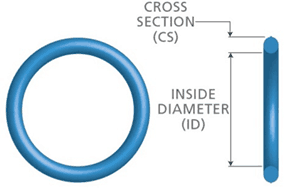 CROSS
SECTION
(CS)
INSIDE
DIAMETER
(ID)